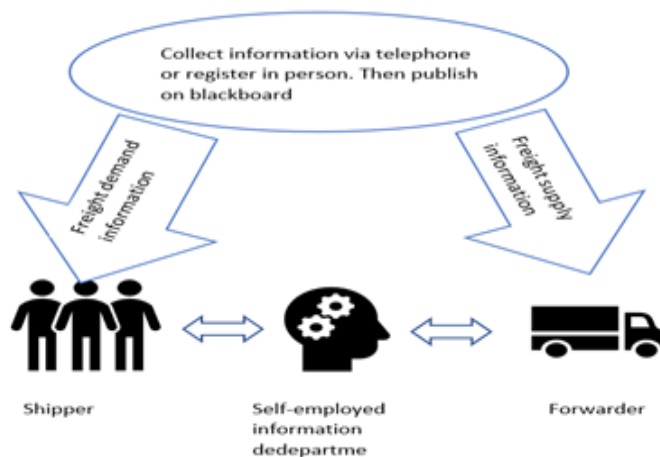 Collect information via telephone
or register in person. Then publish
on blackboard
Freight demand
information
Freight supply
information
Shipper
Self-employed
information
dedepartme
Forwarder